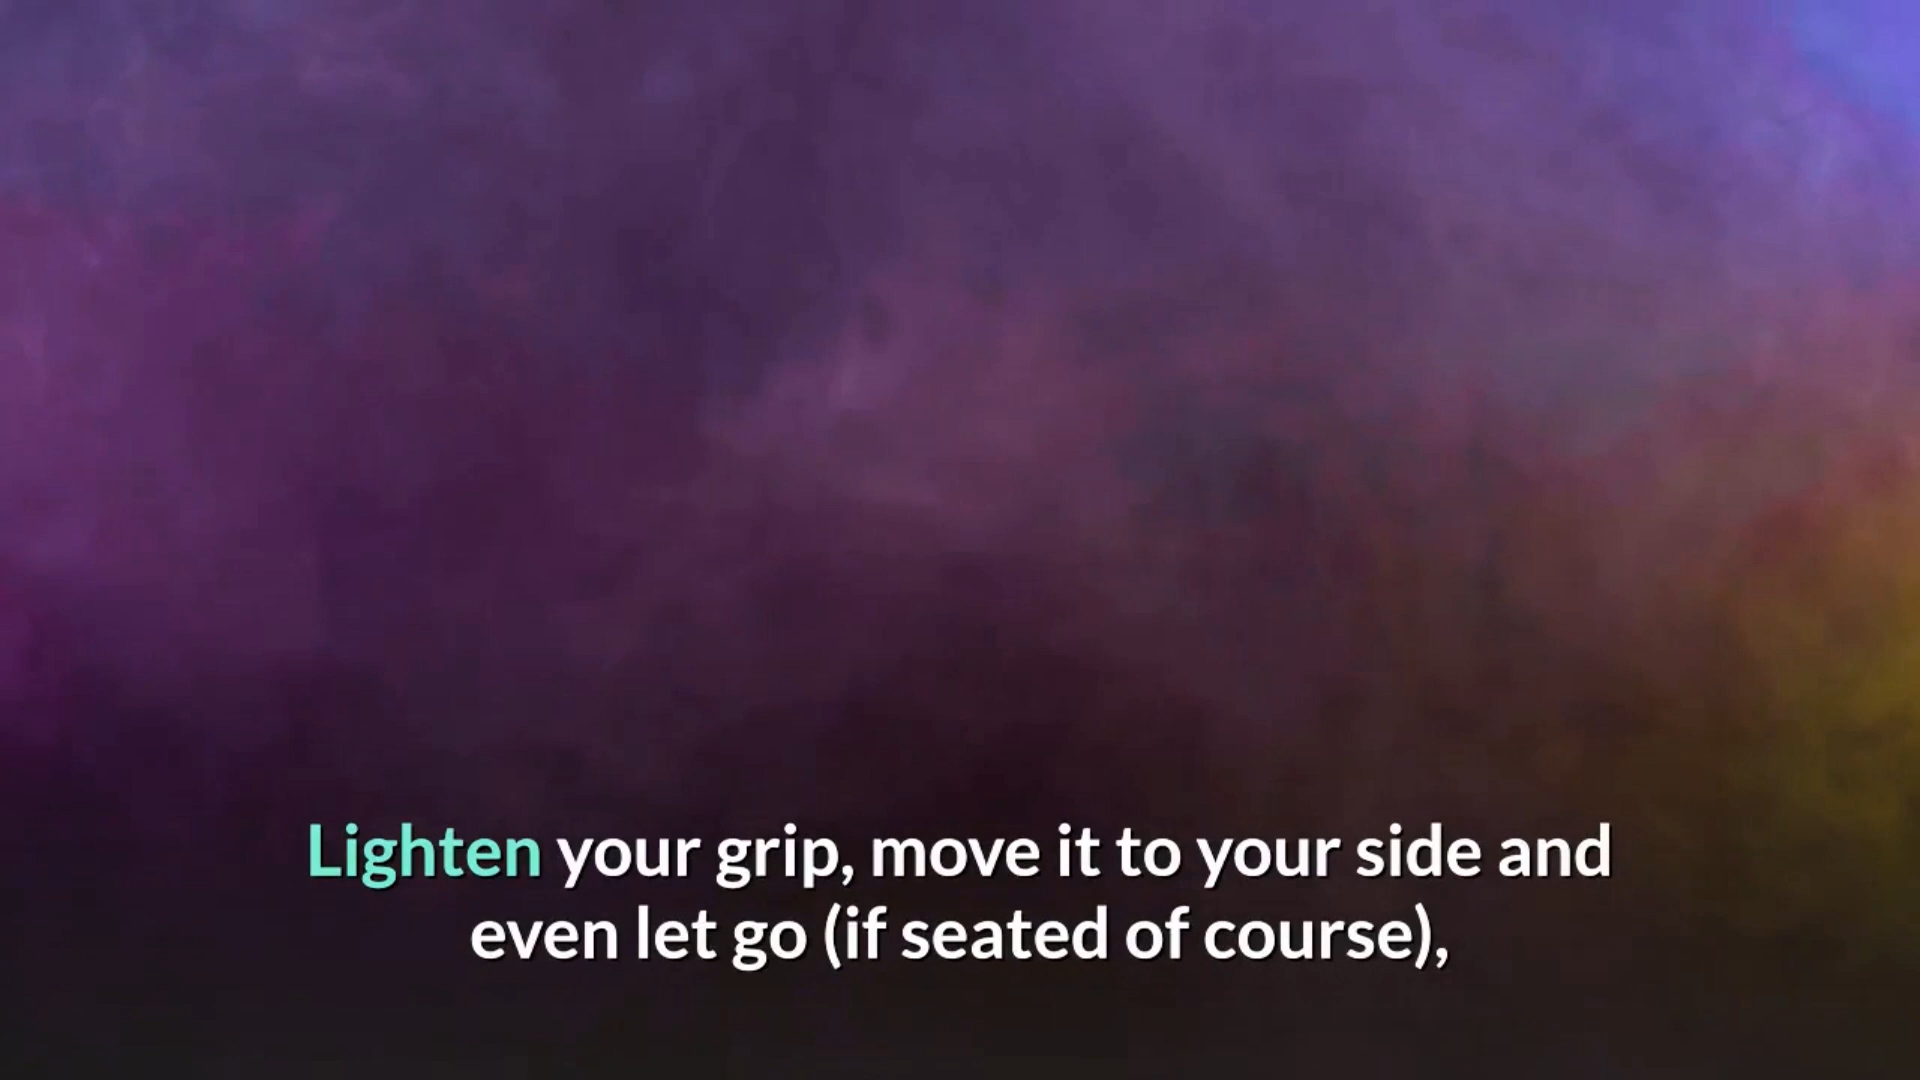 Lighten your grip, move it to your side and
even let go (if seated of course),